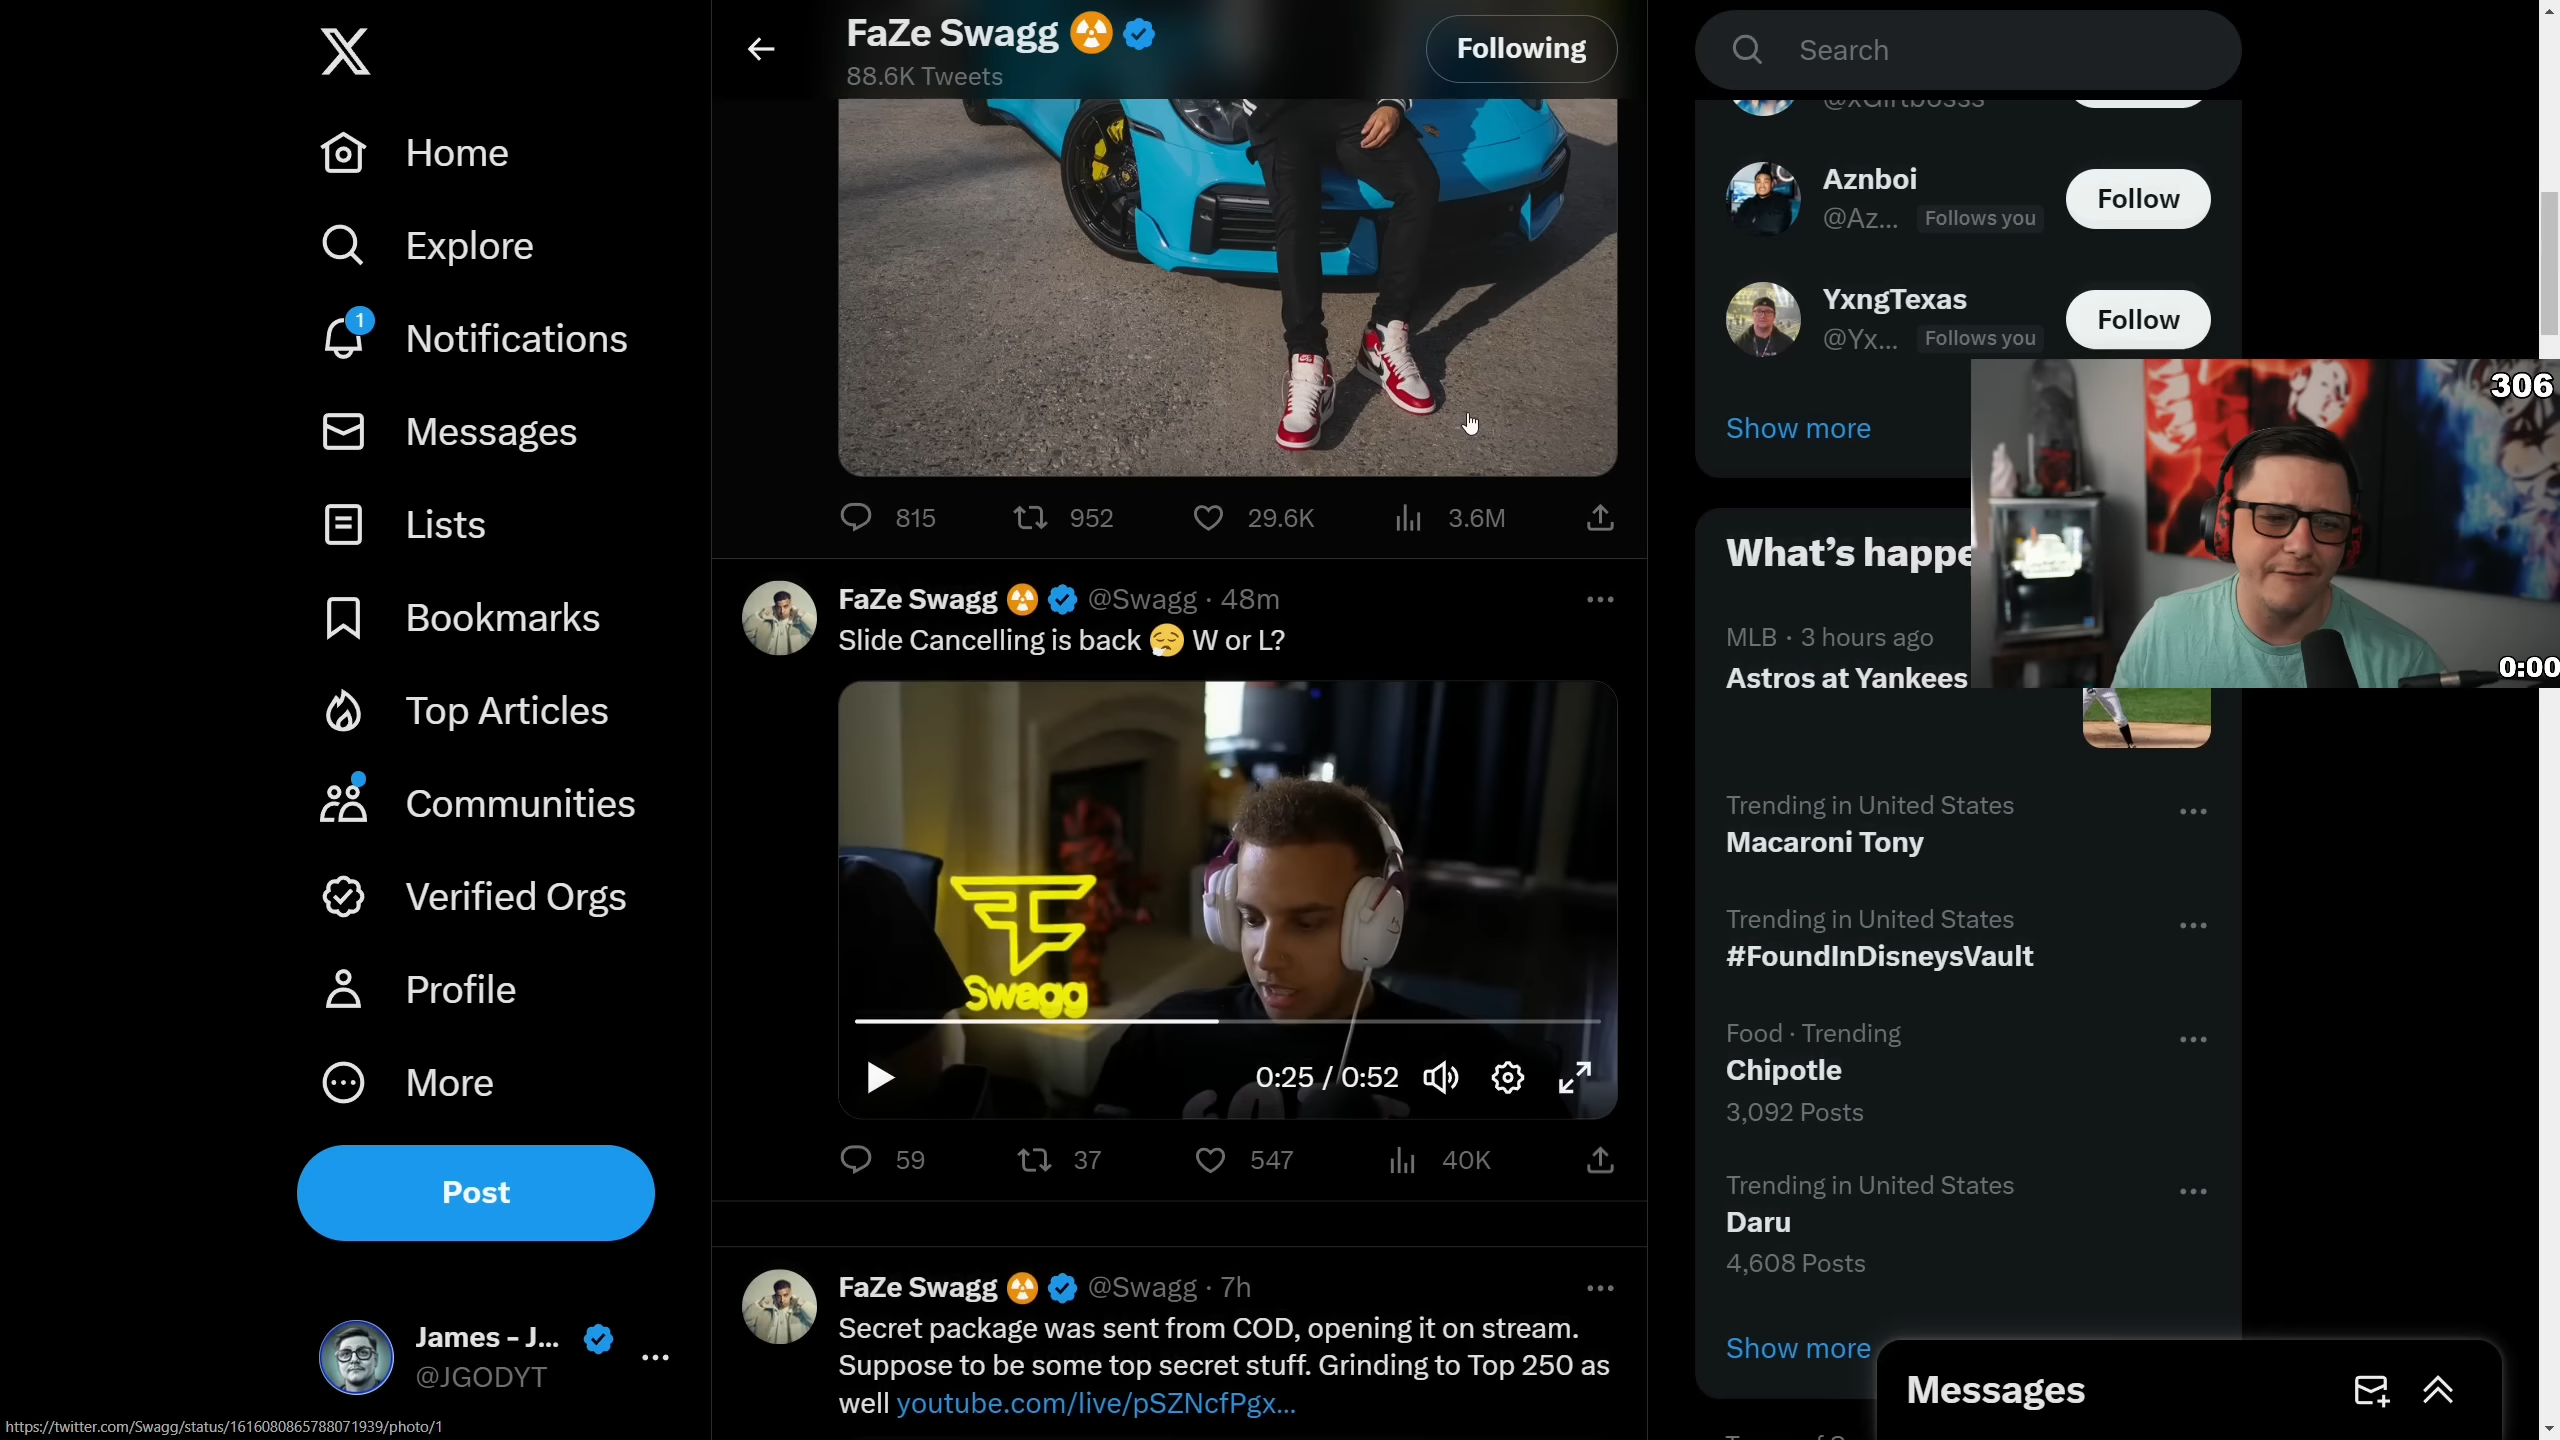 Home
Explore
1
Notifications
Messages
Lists
Bookmarks
Top Articles
Communities
Verified Orgs
Profile
More
Post
James - J...
@JGODYT
https://twitter.com/Swagg/status/1616080865788071939/photo/1
FaZe Swagg
88.6K Tweets
Following
815 952 29.6K 3.6M
FaZe Swagg @Swagg · 48m
Slide Cancelling is back 😮‍💨 W or L?
Swagg
0:25 / 0:52
59 37 547 40K
FaZe Swagg @Swagg · 7h
Secret package was sent from COD, opening it on stream.
Suppose to be some top secret stuff. Grinding to Top 250 as
well youtube.com/live/pSZNcfPgx...
Search
Aznboi
@Az... Follows you
Follow
YxngTexas
@Yx... Follows you
Follow
Show more
306
0:00
What's happe
MLB · 3 hours ago
Astros at Yankees
Trending in United States
Macaroni Tony
Trending in United States
#FoundInDisneysVault
Food · Trending
Chipotle
3,092 Posts
Trending in United States
Daru
4,608 Posts
Show more
Messages